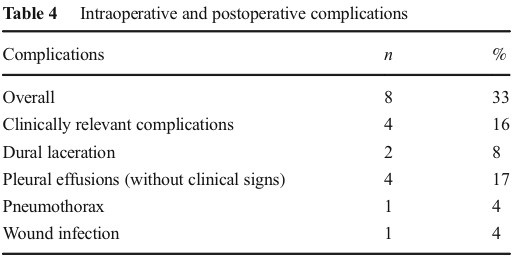 Table 4 Intraoperative and postoperative complications
Complications n %
Overall 8 33
Clinically relevant complications 4 16
Dural laceration 2 8
Pleural effusions (without clinical signs) 4 17
Pneumothorax 1 4
Wound infection 1 4